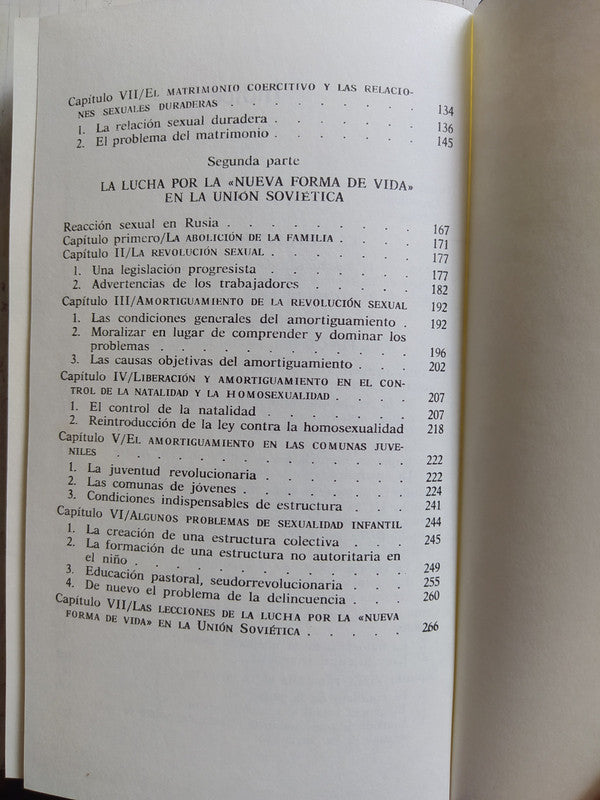 Capítulo VII/El matrimonio coercitivo y las relacio-
nes sexuales duraderas . . . . . . . . . 134
1. La relación sexual duradera . . . . . . . 136
2. El problema del matrimonio . . . . . . . 145
Segunda parte
LA LUCHA POR LA «NUEVA FORMA DE VIDA»
EN LA UNIÓN SOVIÉTICA
Reacción sexual en Rusia . . . . . . . . . 167
Capítulo primero/La abolición de la familia . . . . 171
Capítulo II/La revolución sexual . . . . . . . 177
1. Una legislación progresista . . . . . . . 177
2. Advertencias de los trabajadores . . . . . 182
Capítulo III/Amortiguamiento de la revolución sexual 192
1. Las condiciones generales del amortiguamiento . 192
2. Moralizar en lugar de comprender y dominar los
problemas . . . . . . . . . . . 196
3. Las causas objetivas del amortiguamiento . . . 202
Capítulo IV/Liberación y amortiguamiento en el con-
trol de la natalidad y la homosexualidad . . . . 207
1. El control de la natalidad . . . . . . . 207
2. Reintroducción de la ley contra la homosexualidad 218
Capítulo V/El amortiguamiento en las comunas juve-
niles . . . . . . . . . . . . . 222
1. La juventud revolucionaria . . . . . . . 222
2. Las comunas de jóvenes . . . . . . . . 224
3. Condiciones indispensables de estructura . . . 241
Capítulo VI/Algunos problemas de sexualidad infantil 244
1. La creación de una estructura colectiva . . . 245
2. La formación de una estructura no autoritaria en
el niño . . . . . . . . . . . . 249
3. Educación pastoral, seudorrevolucionaria . . . 255
4. De nuevo el problema de la delincuencia . . . 260
Capítulo VII/Las lecciones de la lucha por la «nueva
forma de vida» en la Unión Soviética . . . . . 266